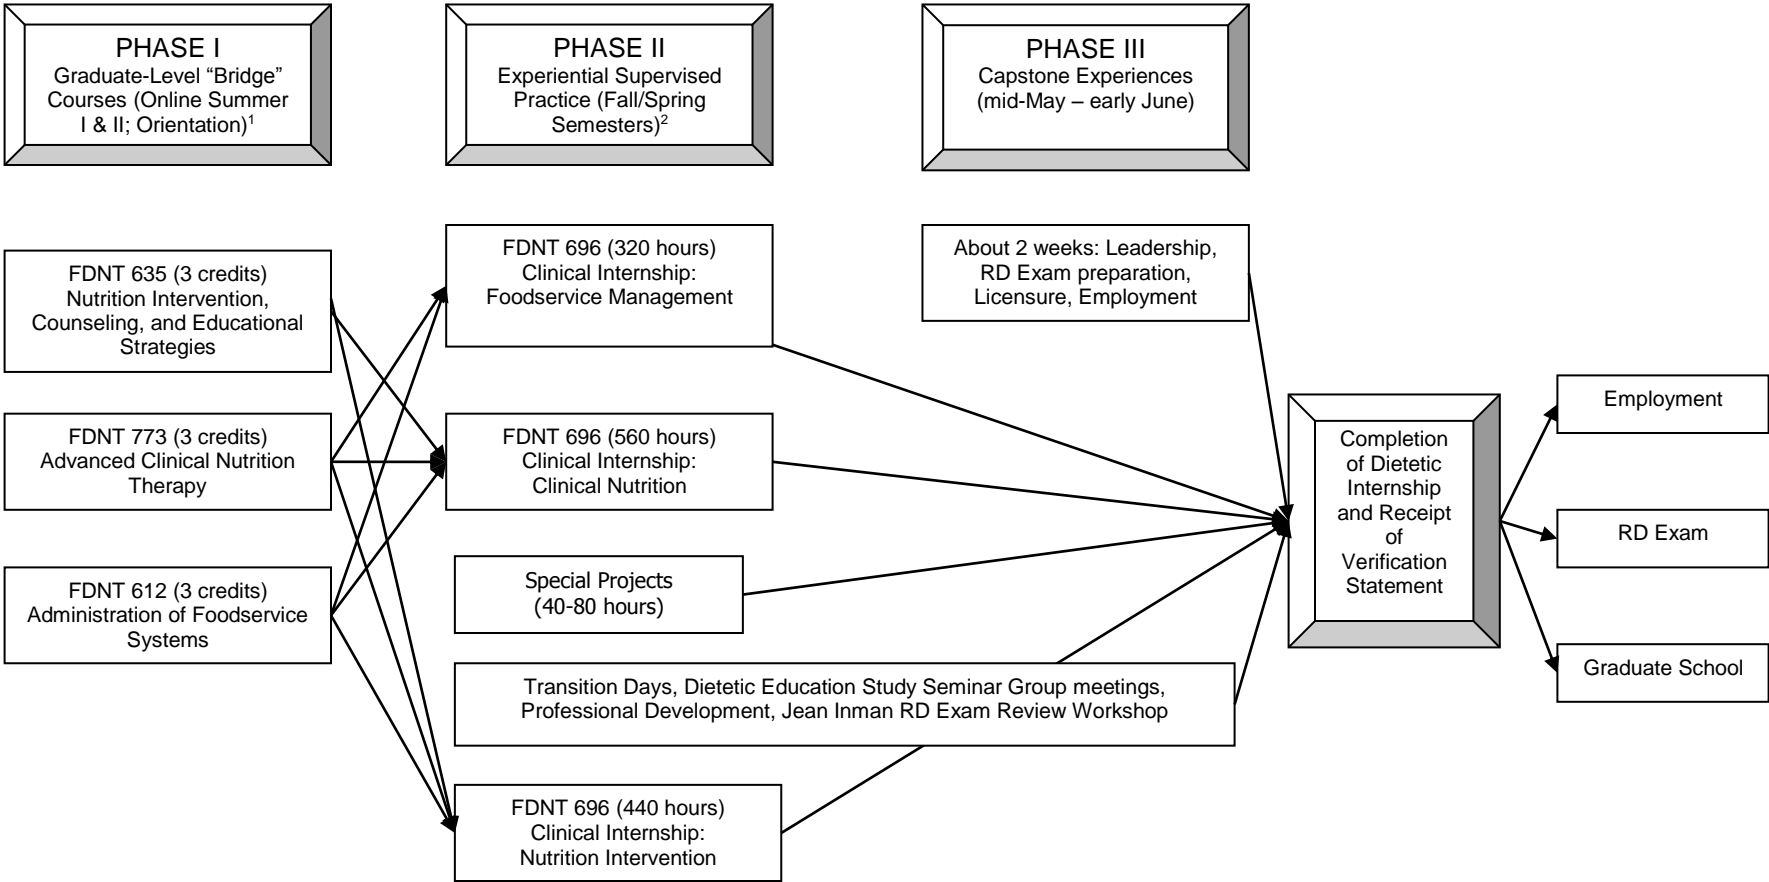 PHASE I
Graduate-Level “Bridge”
Courses (Online Summer
I & II; Orientation)¹
PHASE II
Experiential Supervised
Practice (Fall/Spring
Semesters)²
PHASE III
Capstone Experiences
(mid-May – early June)
FDNT 635 (3 credits)
Nutrition Intervention,
Counseling, and Educational
Strategies
FDNT 773 (3 credits)
Advanced Clinical Nutrition
Therapy
FDNT 612 (3 credits)
Administration of Foodservice
Systems
FDNT 696 (320 hours)
Clinical Internship:
Foodservice Management
FDNT 696 (560 hours)
Clinical Internship:
Clinical Nutrition
Special Projects
(40-80 hours)
Transition Days, Dietetic Education Study Seminar Group meetings,
Professional Development, Jean Inman RD Exam Review Workshop
FDNT 696 (440 hours)
Clinical Internship:
Nutrition Intervention
About 2 weeks: Leadership,
RD Exam preparation,
Licensure, Employment
Completion
of Dietetic
Internship
and Receipt
of
Verification
Statement
Employment
RD Exam
Graduate School